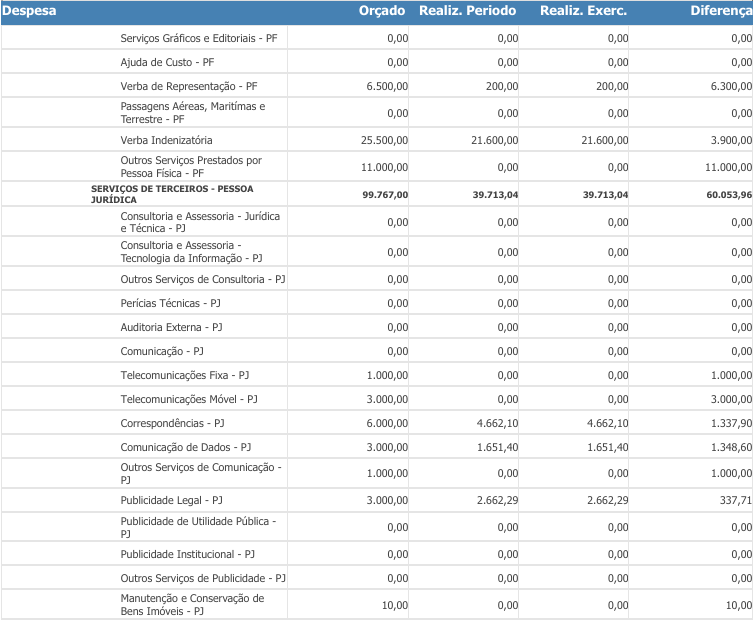 Despesa Orçado Realiz. Periodo Realiz. Exerc. Diferença
Serviços Gráficos e Editoriais - PF 0,00 0,00 0,00 0,00
Ajuda de Custo - PF 0,00 0,00 0,00 0,00
Verba de Representação - PF 6.500,00 200,00 200,00 6.300,00
Passagens Aéreas, Maritímas e
Terrestre - PF 0,00 0,00 0,00 0,00
Verba Indenizatória 25.500,00 21.600,00 21.600,00 3.900,00
Outros Serviços Prestados por
Pessoa Física - PF 11.000,00 0,00 0,00 11.000,00
SERVIÇOS DE TERCEIROS - PESSOA
JURÍDICA 99.767,00 39.713,04 39.713,04 60.053,96
Consultoria e Assessoria - Jurídica
e Técnica - PJ 0,00 0,00 0,00 0,00
Consultoria e Assessoria -
Tecnologia da Informação - PJ 0,00 0,00 0,00 0,00
Outros Serviços de Consultoria - PJ 0,00 0,00 0,00 0,00
Perícias Técnicas - PJ 0,00 0,00 0,00 0,00
Auditoria Externa - PJ 0,00 0,00 0,00 0,00
Comunicação - PJ 0,00 0,00 0,00 0,00
Telecomunicações Fixa - PJ 1.000,00 0,00 0,00 1.000,00
Telecomunicações Móvel - PJ 3.000,00 0,00 0,00 3.000,00
Correspondências - PJ 6.000,00 4.662,10 4.662,10 1.337,90
Comunicação de Dados - PJ 3.000,00 1.651,40 1.651,40 1.348,60
Outros Serviços de Comunicação -
PJ 1.000,00 0,00 0,00 1.000,00
Publicidade Legal - PJ 3.000,00 2.662,29 2.662,29 337,71
Publicidade de Utilidade Pública -
PJ 0,00 0,00 0,00 0,00
Publicidade Institucional - PJ 0,00 0,00 0,00 0,00
Outros Serviços de Publicidade - PJ 0,00 0,00 0,00 0,00
Manutenção e Conservação de
Bens Imóveis - PJ 10,00 0,00 0,00 10,00